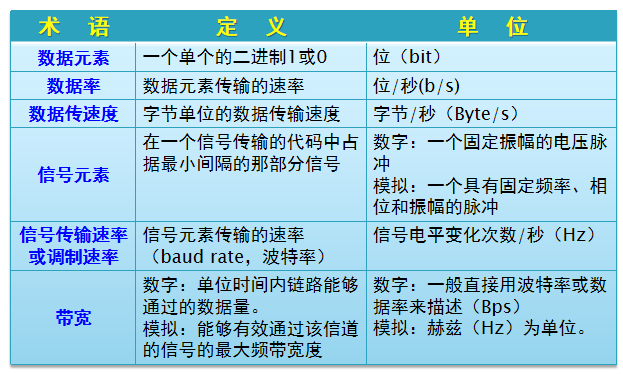 术 语 定 义 单 位
数据元素 一个单个的二进制1或0 位（bit）
数据率 数据元素传输的速率 位/秒(b/s)
数据传速度 字节单位的数据传输速度 字节/秒（Byte/s）
信号元素
在一个信号传输的代码中占
据最小间隔的那部分信号
数字：一个固定振幅的电压脉
冲
模拟：一个具有固定频率、相
位和振幅的脉冲
信号传输速率
或调制速率
信号元素传输的速率
（baud rate，波特率）
信号电平变化次数/秒（Hz）
带宽
数字：单位时间内链路能够
通过的数据量。
模拟：能够有效通过该信道
的信号的最大频带宽度
数字：一般直接用波特率或数
据率来描述（Bps）
模拟：赫兹（Hz）为单位。